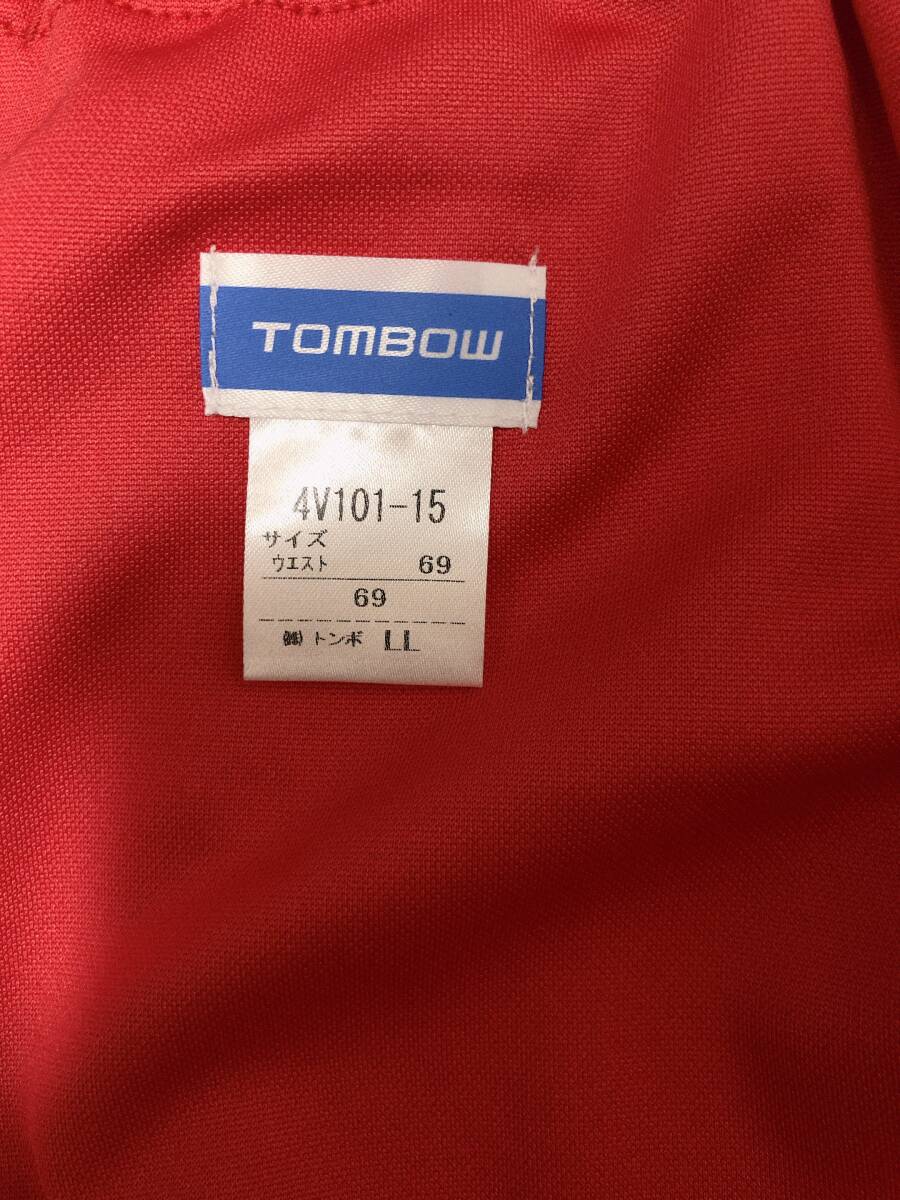 TOMBOW
4V101-15
サイズ
ウエスト 69
69
㈱トンボ LL